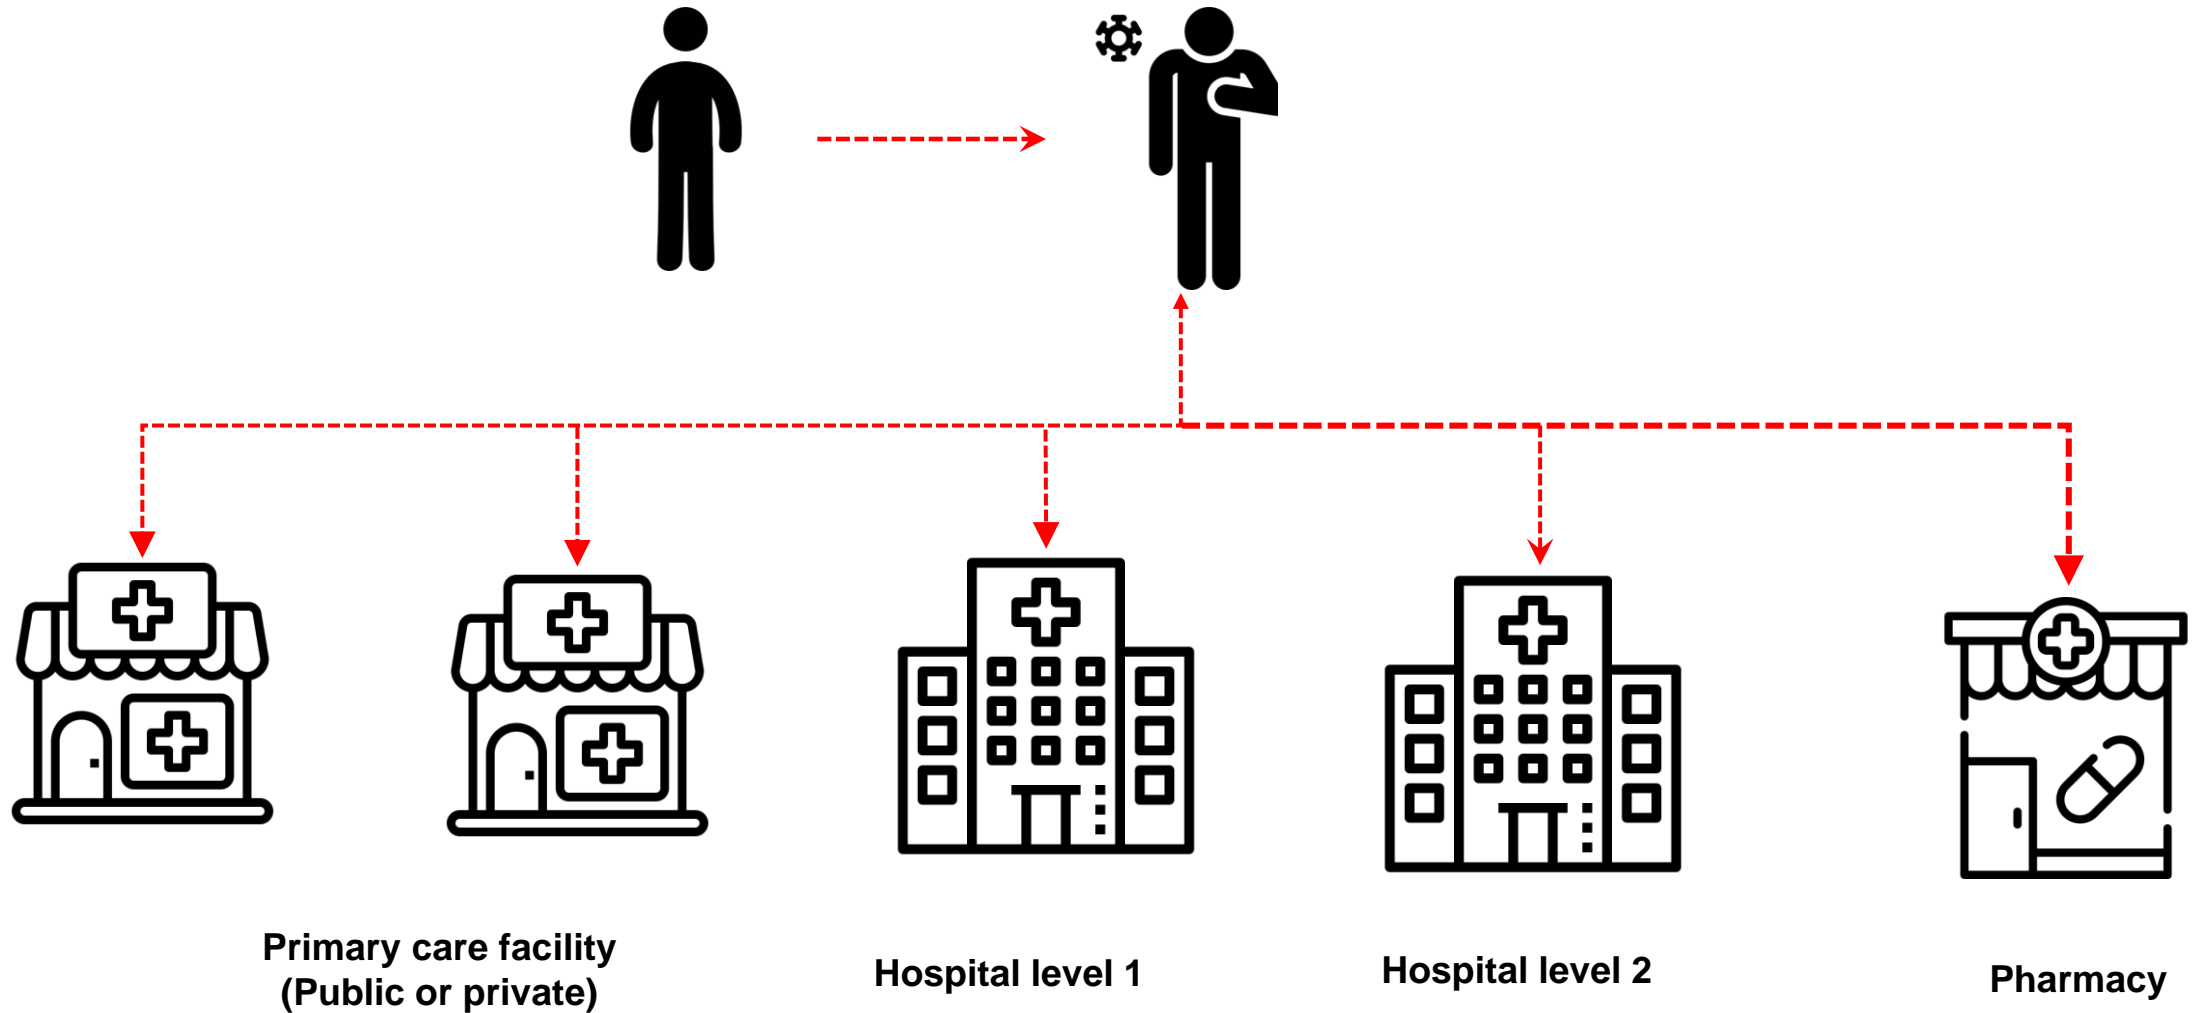 Primary care facility
(Public or private)
Hospital level 1
Hospital level 2
Pharmacy